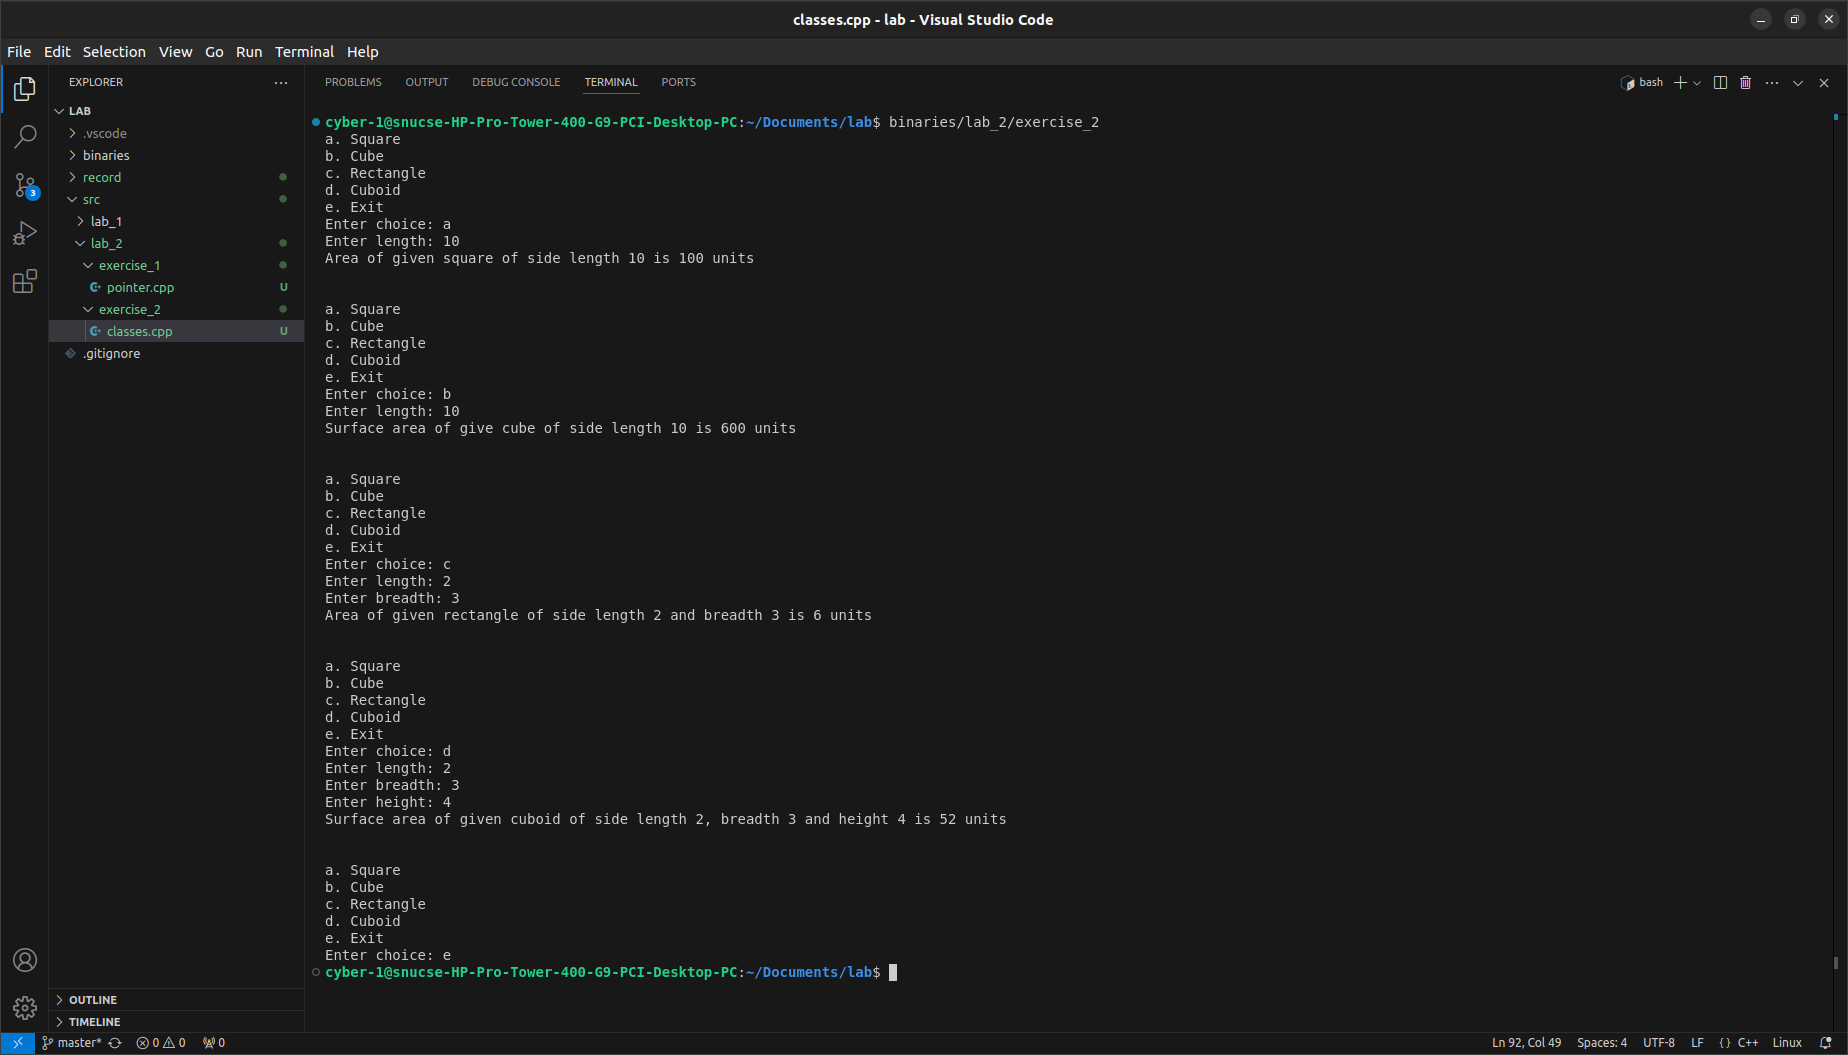 classes.cpp - lab - Visual Studio Code
File Edit Selection View Go Run Terminal Help
EXPLORER
LAB
.vscode
binaries
record
src
lab_1
lab_2
exercise_1
pointer.cpp U
exercise_2
classes.cpp U
.gitignore
3
OUTLINE
TIMELINE
PROBLEMS OUTPUT DEBUG CONSOLE TERMINAL PORTS
bash
cyber-1@snucse-HP-Pro-Tower-400-G9-PCI-Desktop-PC:~/Documents/lab$ binaries/lab_2/exercise_2
a. Square
b. Cube
c. Rectangle
d. Cuboid
e. Exit
Enter choice: a
Enter length: 10
Area of given square of side length 10 is 100 units
a. Square
b. Cube
c. Rectangle
d. Cuboid
e. Exit
Enter choice: b
Enter length: 10
Surface area of give cube of side length 10 is 600 units
a. Square
b. Cube
c. Rectangle
d. Cuboid
e. Exit
Enter choice: c
Enter length: 2
Enter breadth: 3
Area of given rectangle of side length 2 and breadth 3 is 6 units
a. Square
b. Cube
c. Rectangle
d. Cuboid
e. Exit
Enter choice: d
Enter length: 2
Enter breadth: 3
Enter height: 4
Surface area of given cuboid of side length 2, breadth 3 and height 4 is 52 units
a. Square
b. Cube
c. Rectangle
d. Cuboid
e. Exit
Enter choice: e
cyber-1@snucse-HP-Pro-Tower-400-G9-PCI-Desktop-PC:~/Documents/lab$
master* 0 0 0 Ln 92, Col 49 Spaces: 4 UTF-8 LF {} C++ Linux